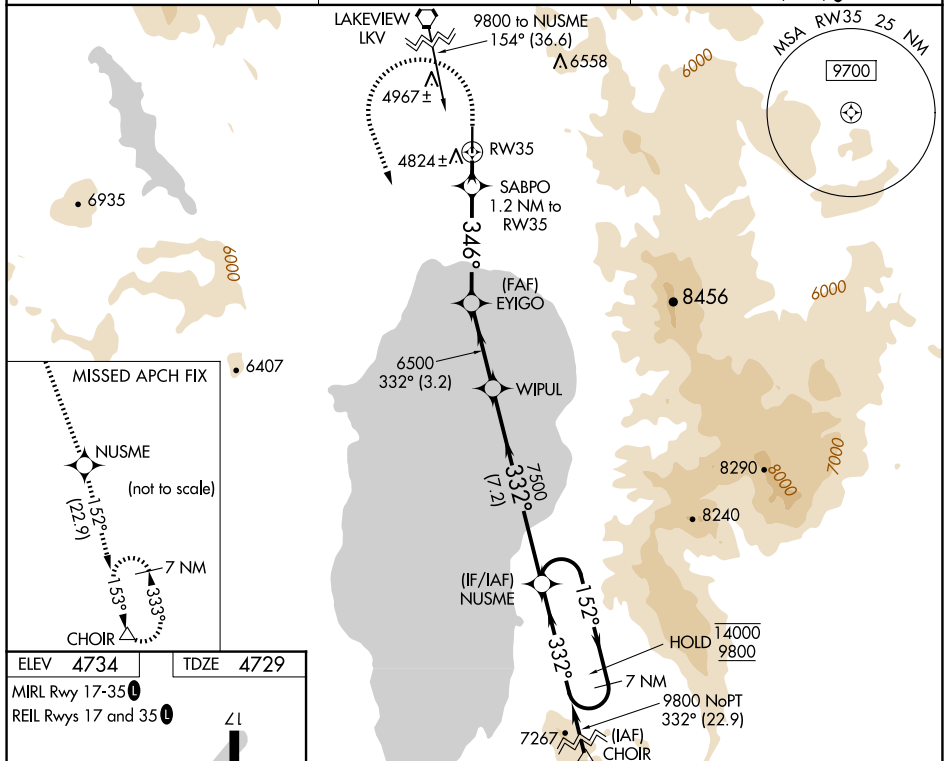 LAKEVIEW
LKV
9800 to NUSME
154° (36.6)
6558
6000
MSA RW35 25 NM
9700
4967 ±
4824 ±
RW35
SABPO
1.2 NM to
RW35
6935
346°
6000
(FAF)
EYIGO
8456
6000
6407
6500
332° (3.2)
WIPUL
MISSED APCH FIX
NUSME
(not to scale)
152°
(22.9)
7 NM
153°
333°
CHOIR
7500
332°
(7.2)
8290
8000
7000
8240
(IF/IAF)
NUSME
152°
HOLD
14000
9800
332°
7 NM
9800 NoPT
332° (22.9)
7267
(IAF)
CHOIR
ELEV 4734
TDZE 4729
MIRL Rwy 17-35 L
REIL Rwys 17 and 35 L
17